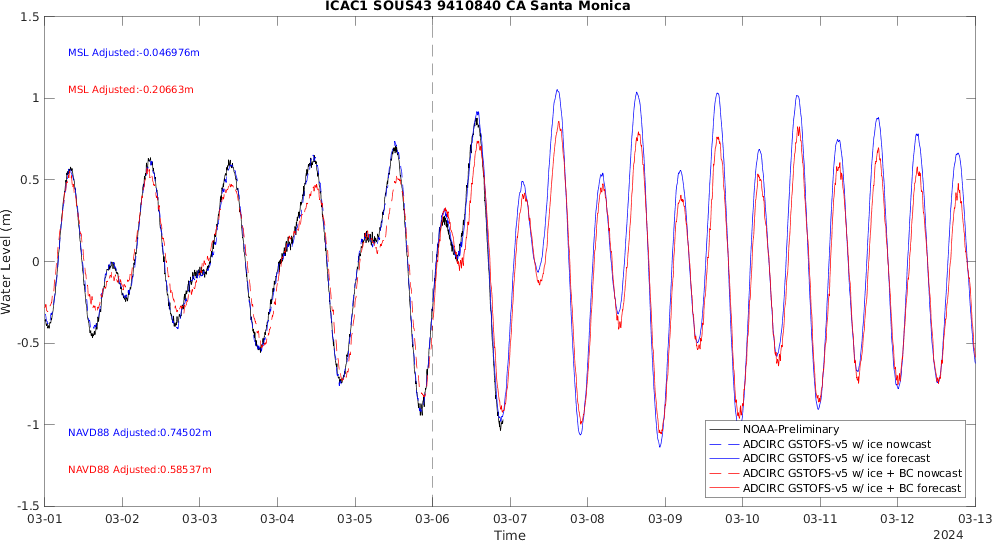 ICAC1 SOUS43 9410840 CA Santa Monica
1.5
1
0.5
0
-0.5
-1
-1.5
Water Level (m)
MSL Adjusted:-0.046976m
MSL Adjusted:-0.20663m
NAVD88 Adjusted:0.74502m
NAVD88 Adjusted:0.58537m
NOAA-Preliminary
ADCIRC GSTOFS-v5 w/ ice nowcast
ADCIRC GSTOFS-v5 w/ ice forecast
ADCIRC GSTOFS-v5 w/ ice + BC nowcast
ADCIRC GSTOFS-v5 w/ ice + BC forecast
03-01 03-02 03-03 03-04 03-05 03-06 03-07 03-08 03-09 03-10 03-11 03-12 03-13
Time
2024